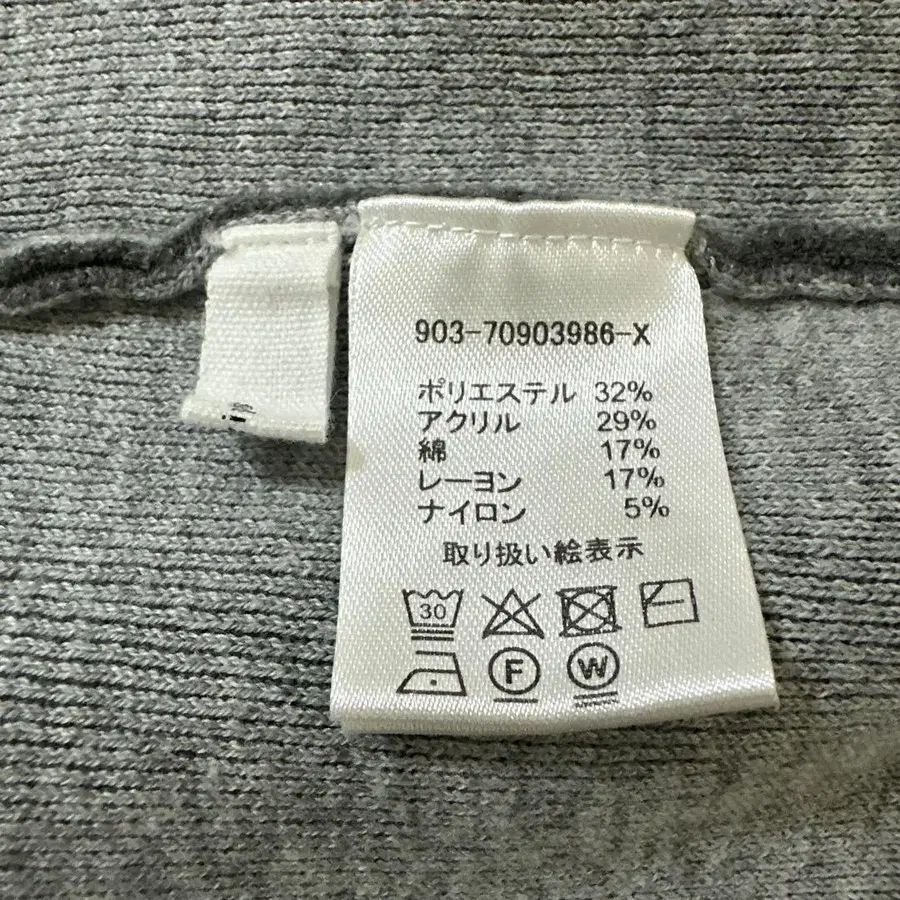 903-70903986-X
ポリエステル 32%
アクリル 29%
綿 17%
レーヨン 17%
ナイロン 5%
取り扱い絵表示
30
F W